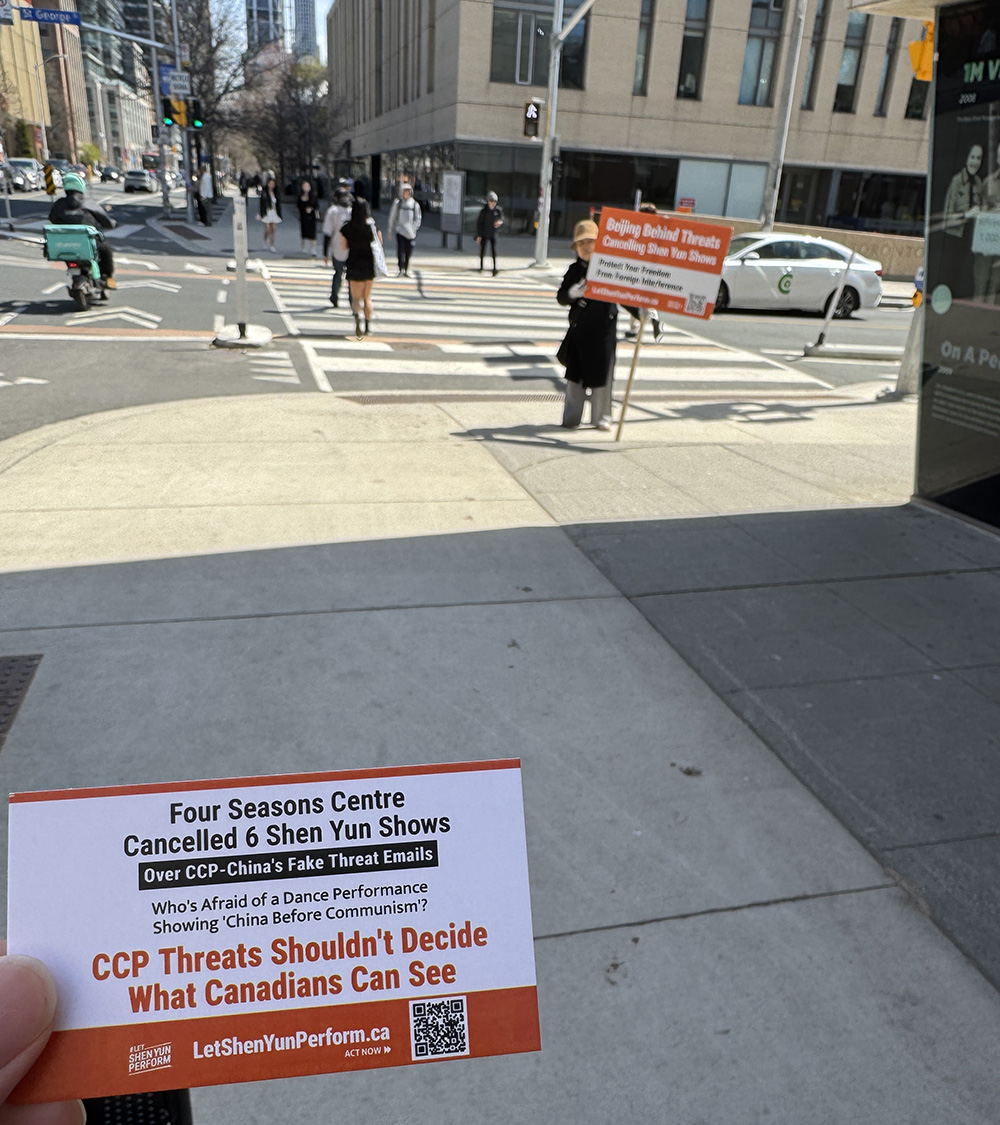 St George
Beijing Behind Threats
Cancelling Shen Yun Shows
Protect Your Freedom
From Foreign Interference
LetShenYunPerform.ca
1M V
2008
On A Pe
Four Seasons Centre
Cancelled 6 Shen Yun Shows
Over CCP-China's Fake Threat Emails
Who's Afraid of a Dance Performance
Showing 'China Before Communism'?
CCP Threats Shouldn't Decide
What Canadians Can See
#LET
SHEN YUN
PERFORM
LetShenYunPerform.ca
ACT NOW